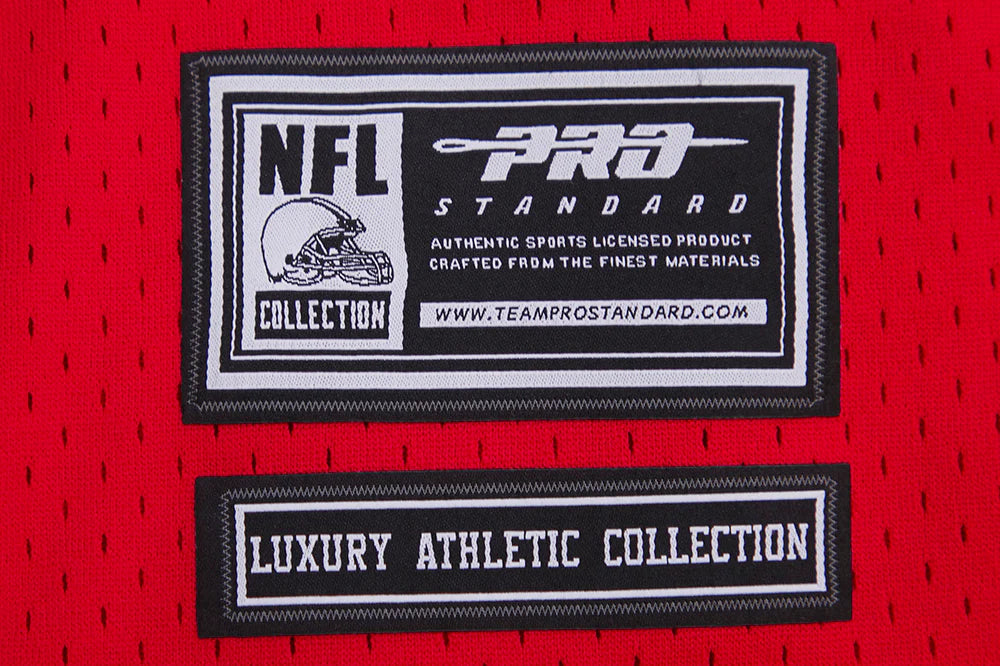 NFL
COLLECTION
PRO
STANDARD
AUTHENTIC SPORTS LICENSED PRODUCT
CRAFTED FROM THE FINEST MATERIALS
WWW.TEAMPROSTANDARD.COM
LUXURY ATHLETIC COLLECTION